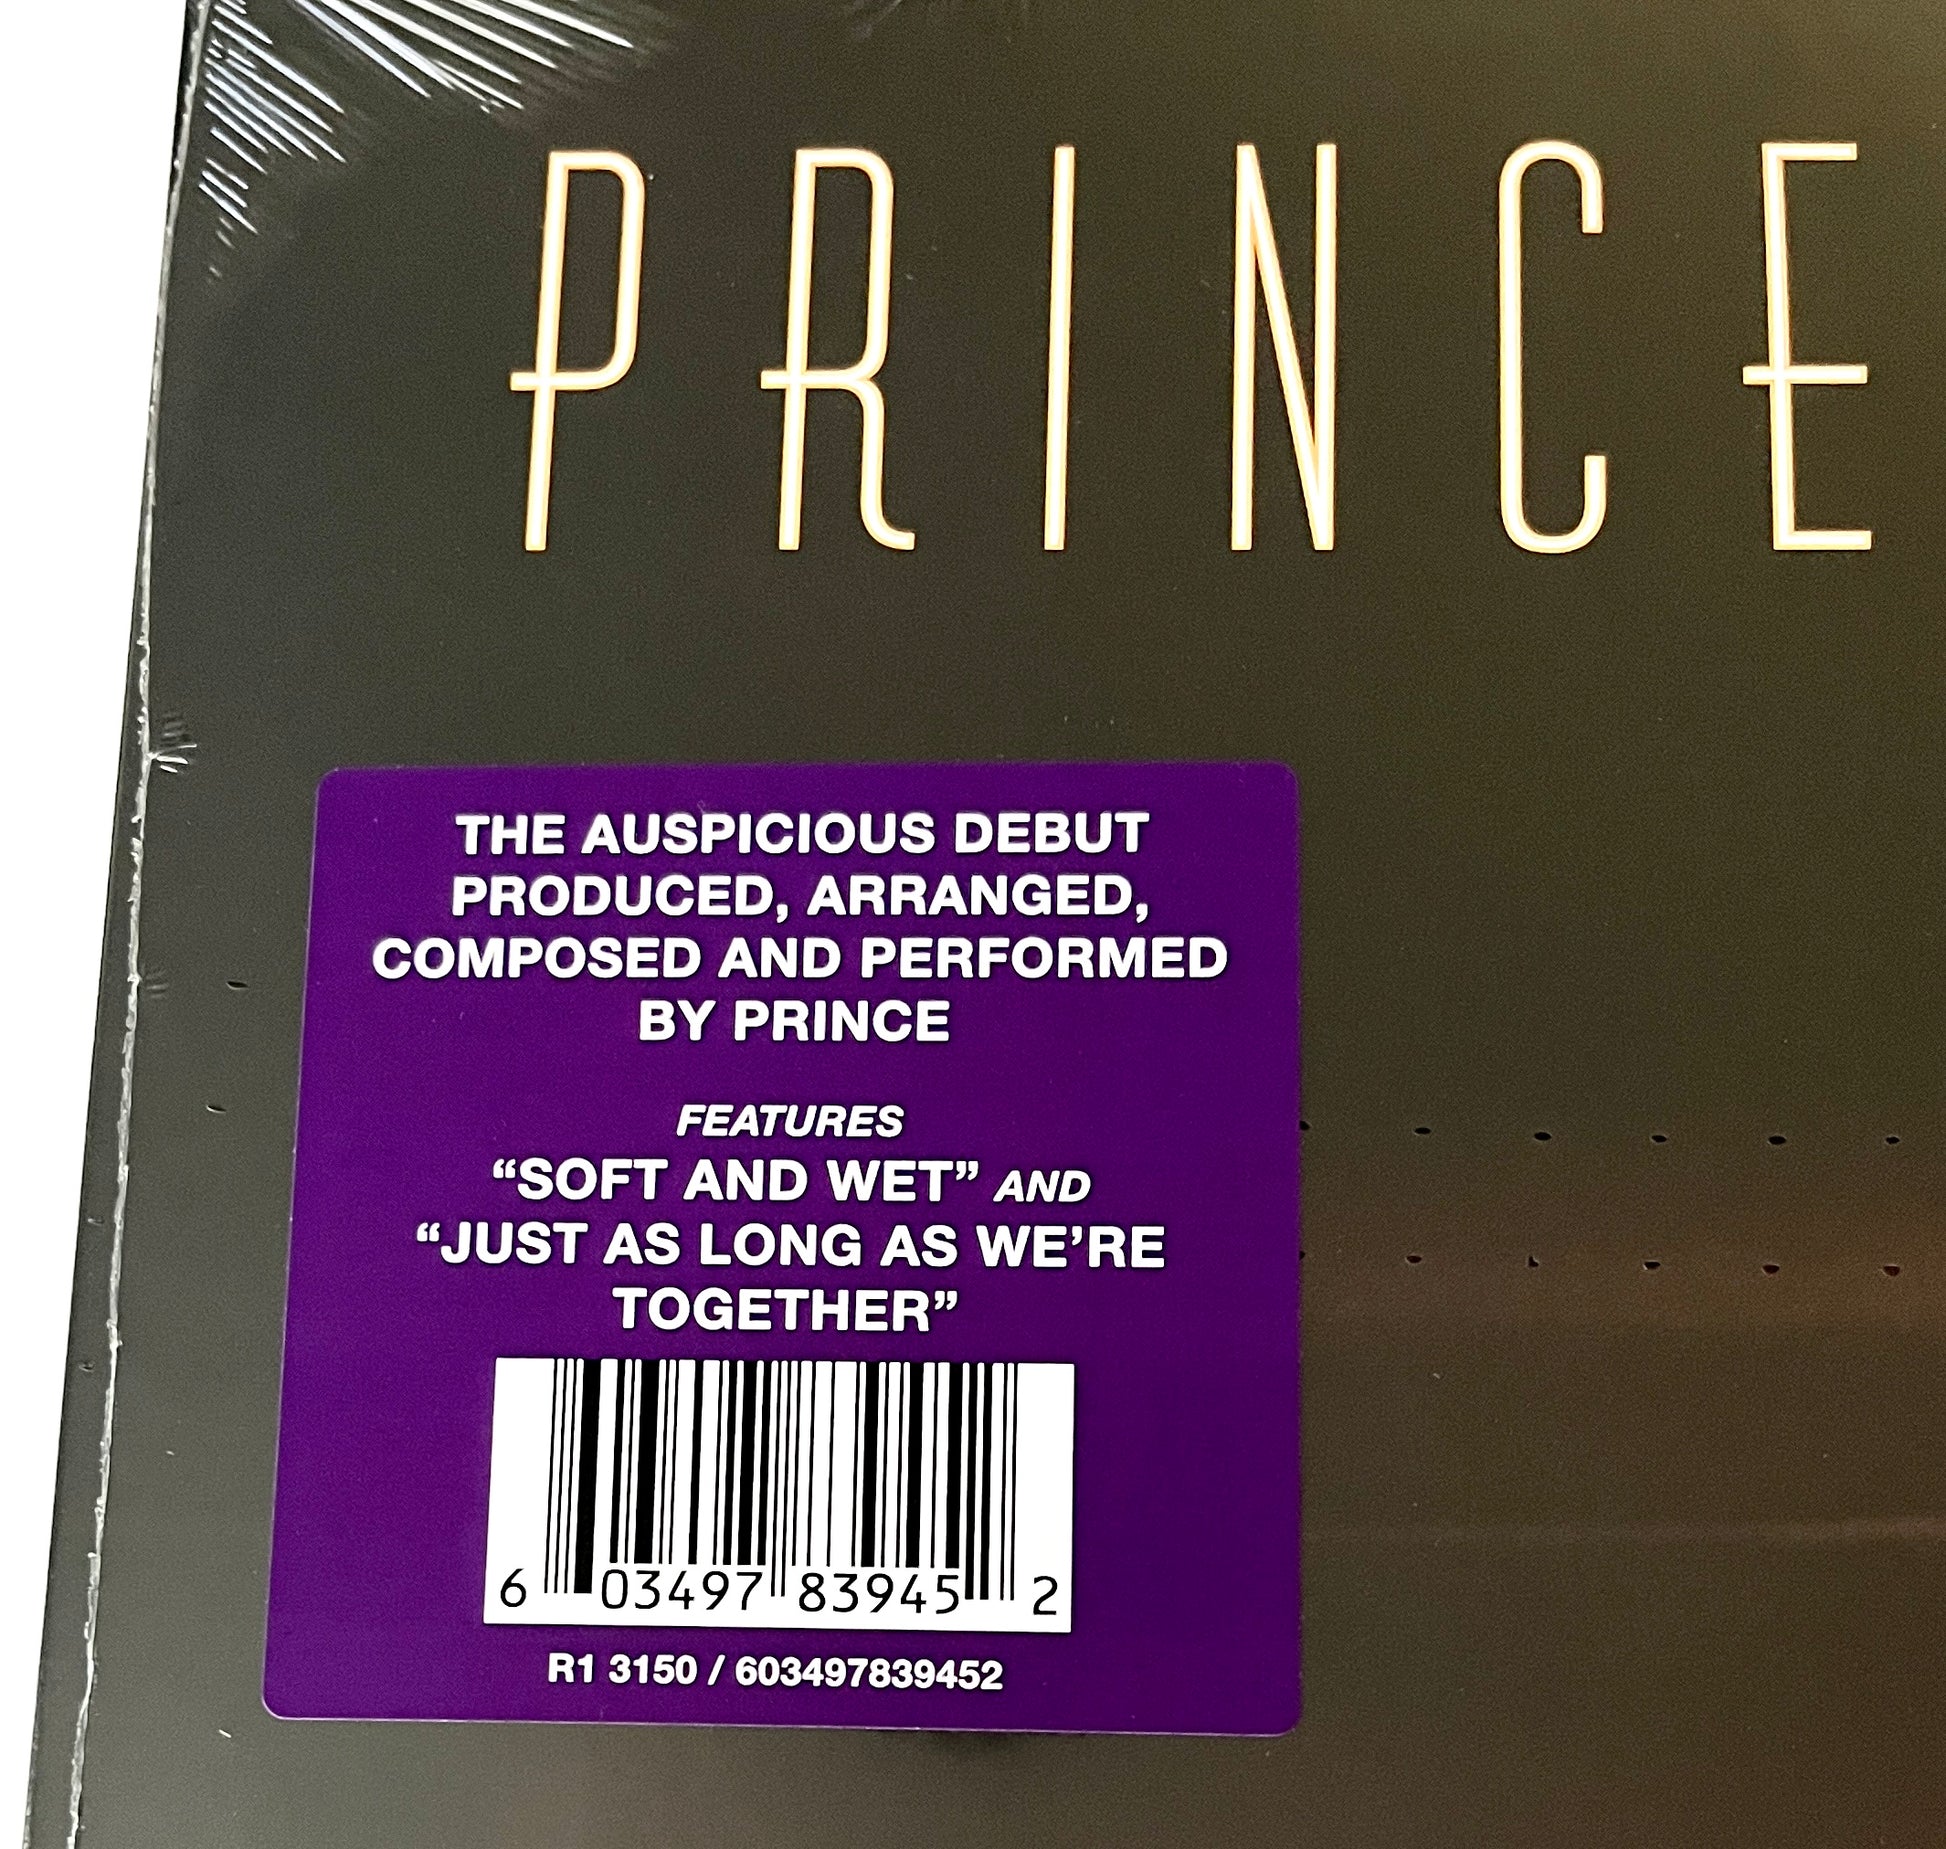 PRINCE
THE AUSPICIOUS DEBUT
PRODUCED, ARRANGED,
COMPOSED AND PERFORMED
BY PRINCE
FEATURES
“SOFT AND WET” AND
“JUST AS LONG AS WE’RE
TOGETHER”
6 03497 83945 2
R1 3150 / 603497839452